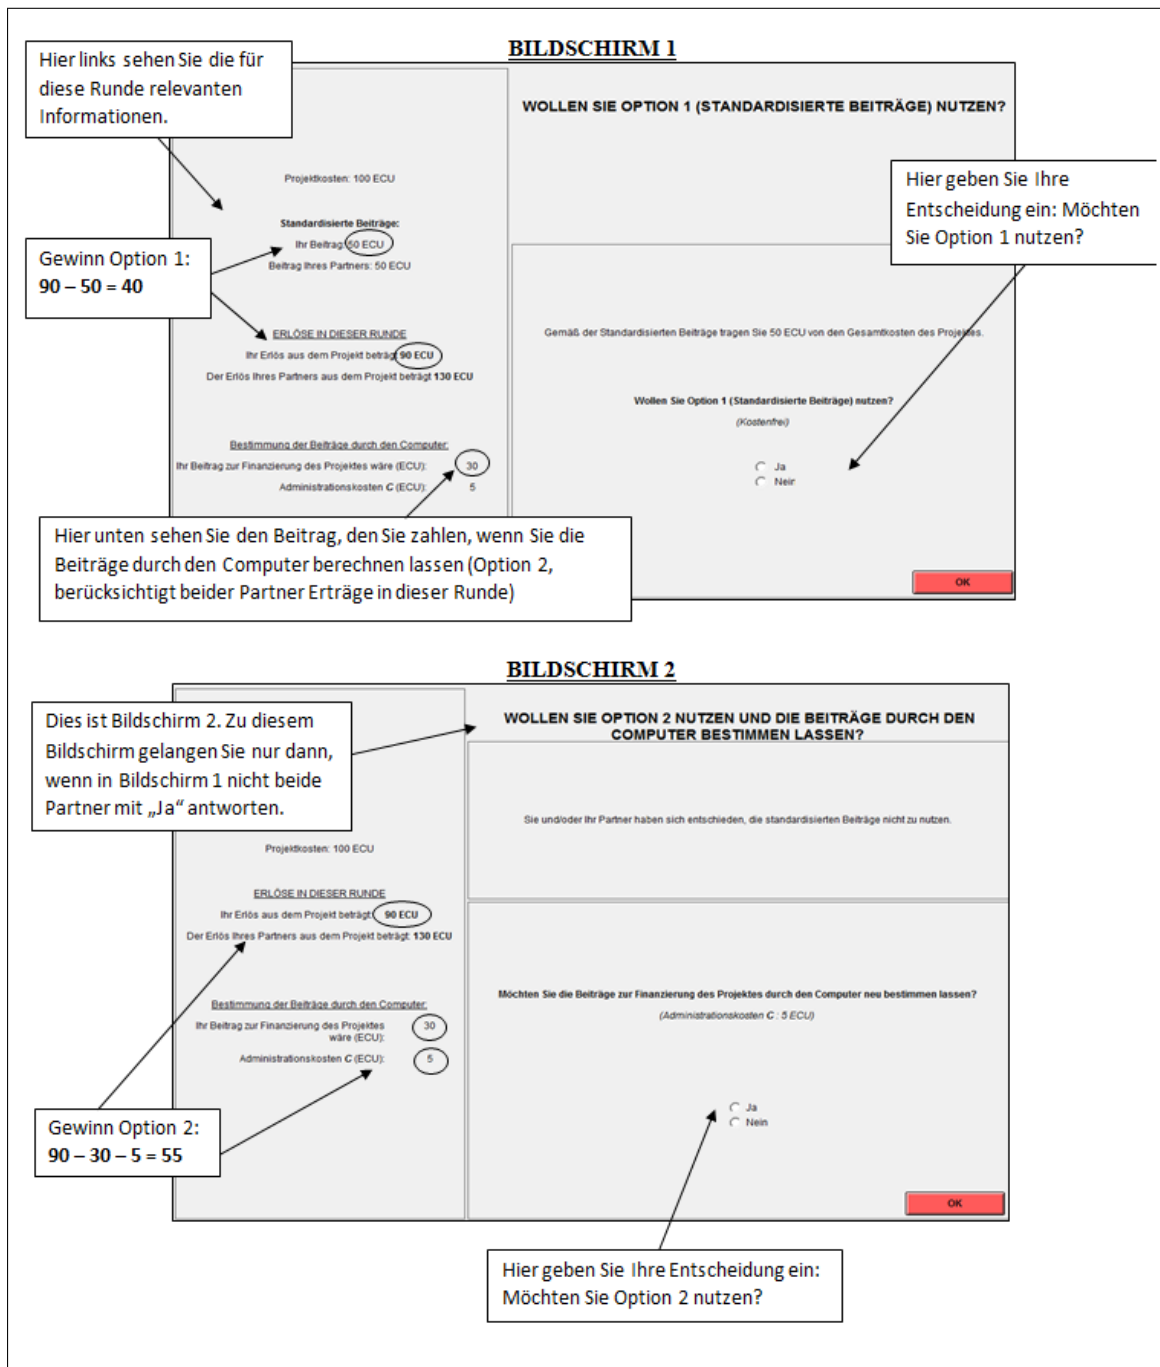 BILDSCHIRM 1
Hier links sehen Sie die für
diese Runde relevanten
Informationen.
WOLLEN SIE OPTION 1 (STANDARDISIERTE BEITRÄGE) NUTZEN?
Projektkosten: 100 ECU
Standardisierte Beiträge:
Ihr Beitrag: 50 ECU
Beitrag Ihres Partners: 50 ECU
Gewinn Option 1:
90 – 50 = 40
ERLÖSE IN DIESER RUNDE
Ihr Erlös aus dem Projekt beträgt 90 ECU
Der Erlös Ihres Partners aus dem Projekt beträgt 130 ECU
Bestimmung der Beiträge durch den Computer:
Ihr Beitrag zur Finanzierung des Projektes wäre (ECU): 30
Administrationskosten C (ECU): 5
Hier geben Sie Ihre
Entscheidung ein: Möchten
Sie Option 1 nutzen?
Gemäß der Standardisierten Beiträge tragen Sie 50 ECU von den Gesamtkosten des Projektes.
Wollen Sie Option 1 (Standardisierte Beiträge) nutzen?
(Kostenfrei)
Ja
Nein
Hier unten sehen Sie den Beitrag, den Sie zahlen, wenn Sie die
Beiträge durch den Computer berechnen lassen (Option 2,
berücksichtigt beider Partner Erträge in dieser Runde)
OK
BILDSCHIRM 2
Dies ist Bildschirm 2. Zu diesem
Bildschirm gelangen Sie nur dann,
wenn in Bildschirm 1 nicht beide
Partner mit „Ja“ antworten.
WOLLEN SIE OPTION 2 NUTZEN UND DIE BEITRÄGE DURCH DEN
COMPUTER BESTIMMEN LASSEN?
Sie und/oder Ihr Partner haben sich entschieden, die standardisierten Beiträge nicht zu nutzen.
Projektkosten: 100 ECU
ERLÖSE IN DIESER RUNDE
Ihr Erlös aus dem Projekt beträgt: 90 ECU
Der Erlös Ihres Partners aus dem Projekt beträgt: 130 ECU
Bestimmung der Beiträge durch den Computer:
Ihr Beitrag zur Finanzierung des Projektes
wäre (ECU): 30
Administrationskosten C (ECU): 5
Möchten Sie die Beiträge zur Finanzierung des Projektes durch den Computer neu bestimmen lassen?
(Administrationskosten C : 5 ECU)
Ja
Nein
Gewinn Option 2:
90 – 30 – 5 = 55
OK
Hier geben Sie Ihre Entscheidung ein:
Möchten Sie Option 2 nutzen?